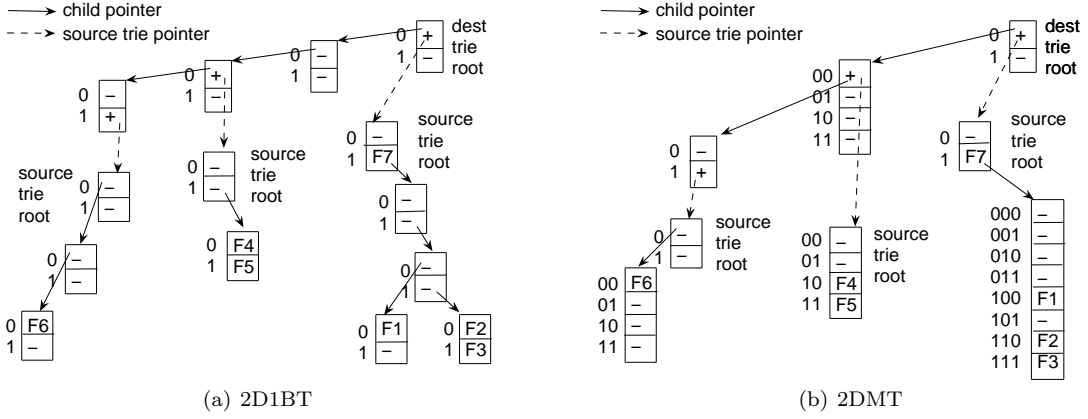 child pointer
source trie pointer
0 +
1 –
dest
trie
root
0 –
1 –
0 +
1 –
0 –
1 +
0 –
1 F7
source
trie
root
0 –
1 –
source
trie
root
0 –
1 –
source
trie
root
0 –
1 –
0 F4
1 F5
0 –
1 –
0 –
1 –
0 F6
1 –
0 F1
1 –
0 F2
1 F3
(a) 2D1BT
child pointer
source trie pointer
0 +
1 –
dest
trie
root
00 +
01 –
10 –
11 –
0 –
1 +
0 –
1 F7
source
trie
root
0 –
1 –
source
trie
root
00 –
01 –
10 F4
11 F5
source
trie
root
00 F6
01 –
10 –
11 –
000 –
001 –
010 –
011 –
100 F1
101 –
110 F2
111 F3
(b) 2DMT